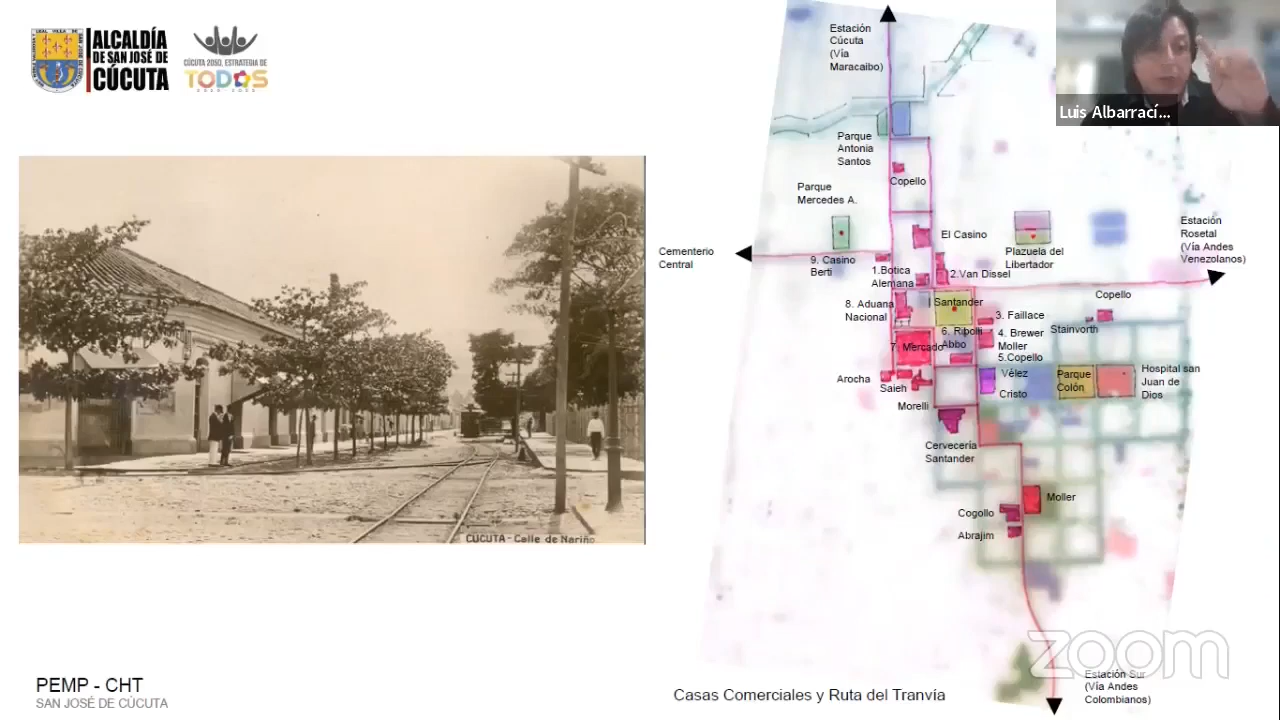 ALCALDÍA
DE SAN JOSÉ DE
CÚCUTA
CÚCUTA 2050, ESTRATEGIA DE
TODOS
Luis Albarrací...
Estación
Cúcuta
(Vía
Maracaibo)
Parque
Antonia
Santos
Copello
Parque
Mercedes A.
El Casino
Plazuela del
Libertador
Estación
Rosetal
(Vía Andes
Venezolanos)
Cementerio
Central
9. Casino
Berti
1.Botica
Alemana
2.Van Dissel
8. Aduana
Nacional
Santander
Copello
3. Faillace
Stainvorth
4. Brewer
Moller
6. Ripolli
Abbo
7. Mercado
5.Copello
Arocha
Saieh
Vélez
Cristo
Parque
Colón
Hospital san
Juan de
Dios
Morelli
Cervecería
Santander
Moller
Cogollo
Abrajim
CÚCUTA - Calle de Nariño
zoom
Estación Sur
(Vía Andes
Colombianos)
PEMP - CHT
SAN JOSÉ DE CÚCUTA
Casas Comerciales y Ruta del Tranvía